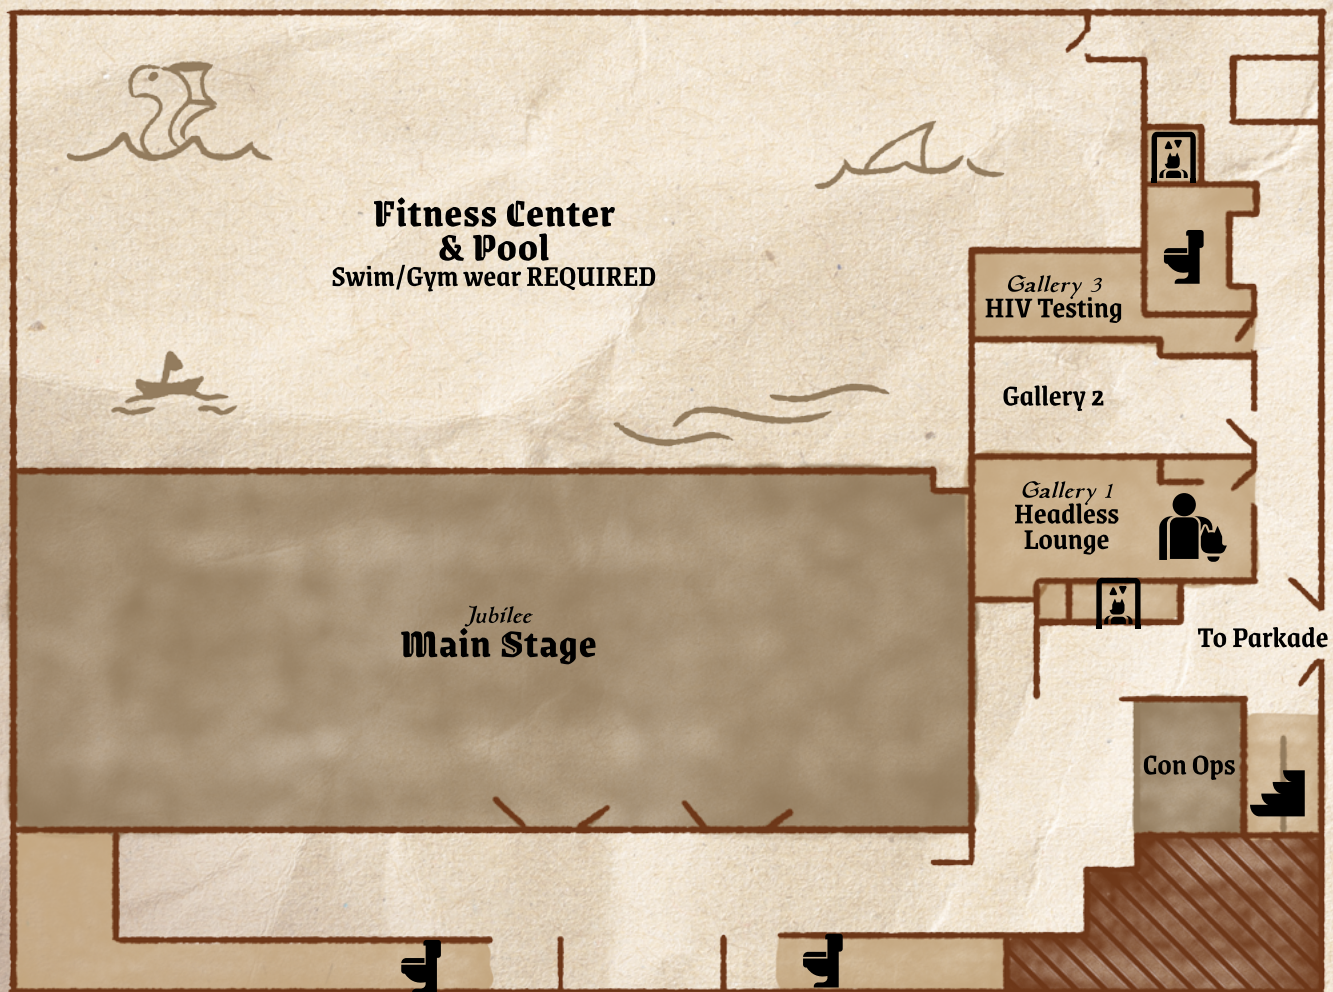 Fitness Center
& Pool
Swim/Gym wear REQUIRED
Gallery 3
HIV Testing
Gallery 2
Gallery 1
Headless
Lounge
Jubilee
Main Stage
To Parkade
Con Ops